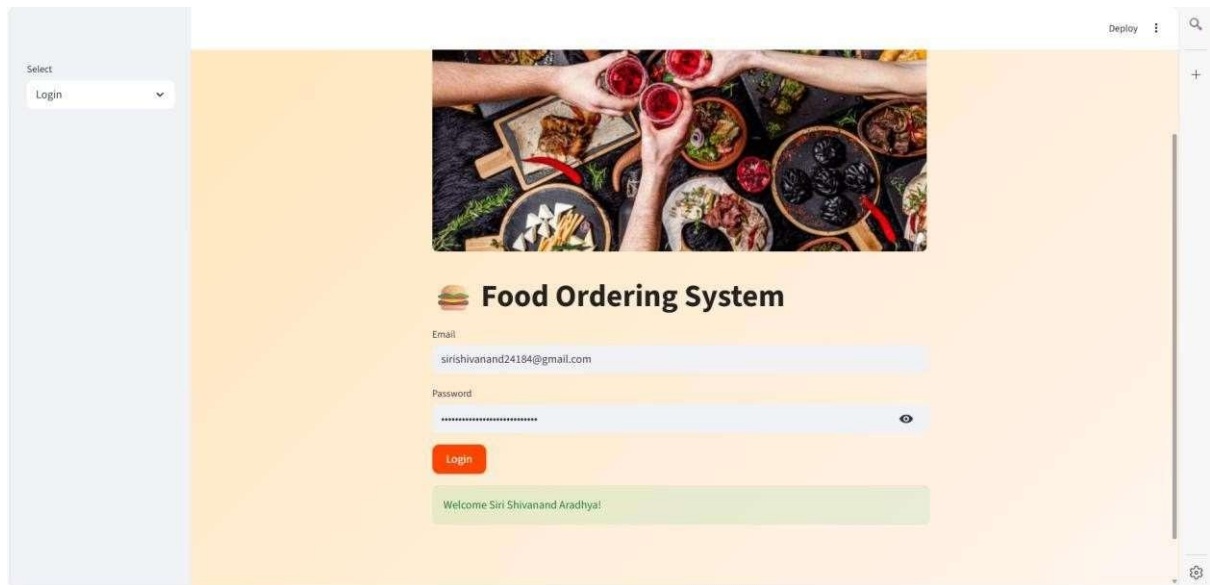 Deploy
Select
Login
Food Ordering System
Email
sirishivanand24184@gmail.com
Password
Login
Welcome Siri Shivanand Aradhya!